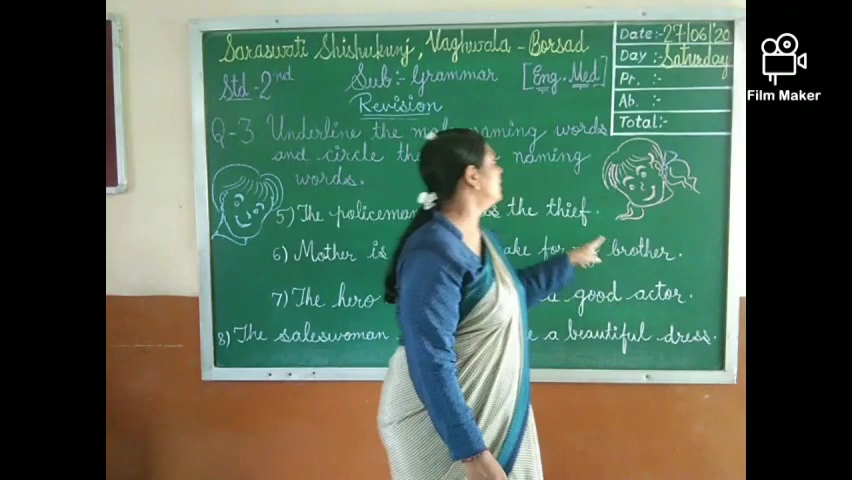 Saraswati Shishukunj, Vaghwala - Borsad
Std - 2nd Sub:- Grammar [Eng. Med]
Revision
Q-3 Underline the naming words
and circle the naming
words.
5) The policeman the thief.
6) Mother is for brother.
7) The hero a good actor.
8) The saleswoman a beautiful dress.
Date:- 27/06/'20
Day :- Saturday
Pr. :-
Ab. :-
Total:-
Film Maker